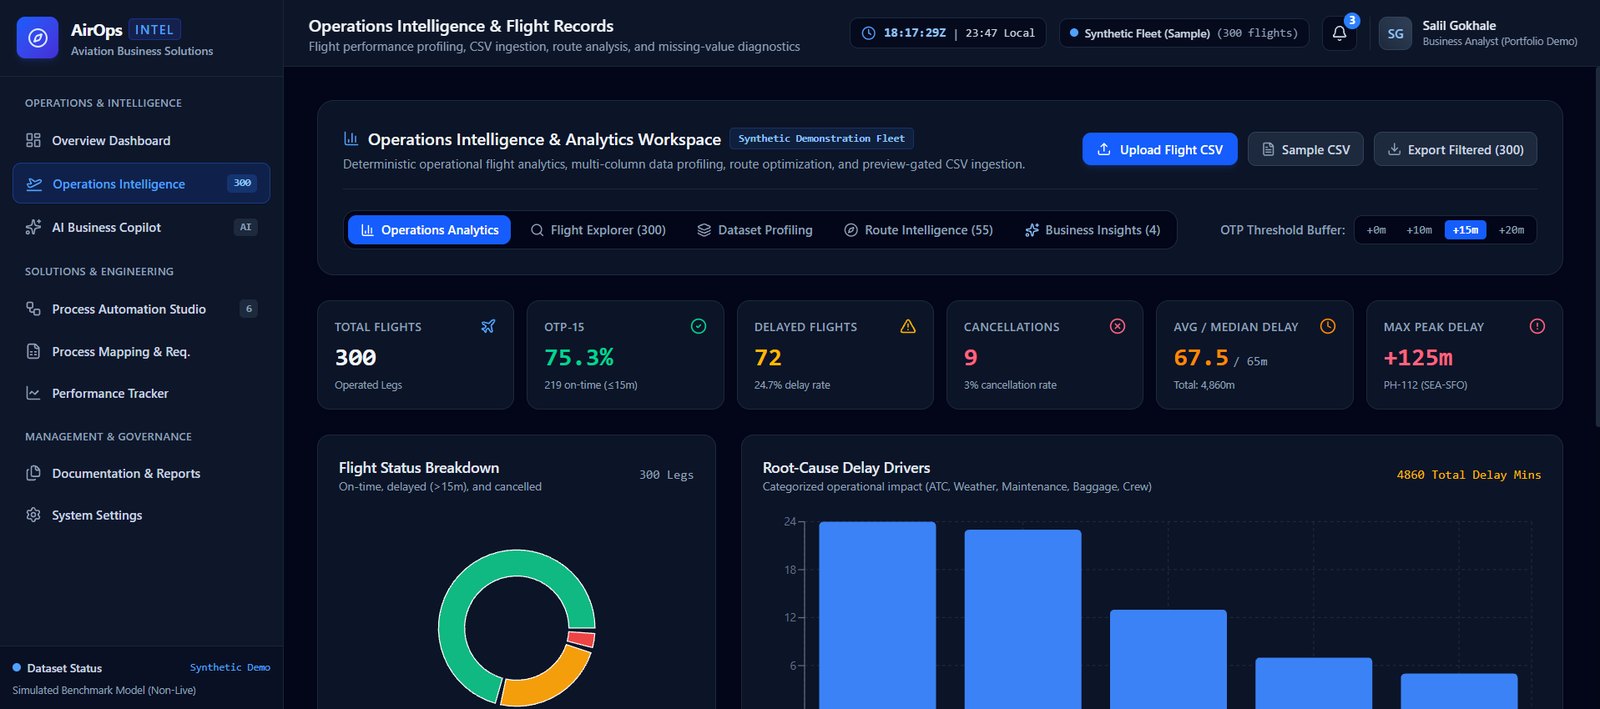 AirOps INTEL
Aviation Business Solutions
OPERATIONS & INTELLIGENCE
Overview Dashboard
Operations Intelligence 300
AI Business Copilot AI
SOLUTIONS & ENGINEERING
Process Automation Studio 6
Process Mapping & Req.
Performance Tracker
MANAGEMENT & GOVERNANCE
Documentation & Reports
System Settings
Dataset Status Synthetic Demo
Simulated Benchmark Model (Non-Live)
Operations Intelligence & Flight Records
Flight performance profiling, CSV ingestion, route analysis, and missing-value diagnostics
18:17:29Z | 23:47 Local
Synthetic Fleet (Sample) (300 flights)
3
SG
Salil Gokhale
Business Analyst (Portfolio Demo)
Operations Intelligence & Analytics Workspace Synthetic Demonstration Fleet
Deterministic operational flight analytics, multi-column data profiling, route optimization, and preview-gated CSV ingestion.
Upload Flight CSV
Sample CSV
Export Filtered (300)
Operations Analytics
Flight Explorer (300)
Dataset Profiling
Route Intelligence (55)
Business Insights (4)
OTP Threshold Buffer: +0m +10m +15m +20m
TOTAL FLIGHTS
300
Operated Legs
OTP-15
75.3%
219 on-time (≤15m)
DELAYED FLIGHTS
72
24.7% delay rate
CANCELLATIONS
9
3% cancellation rate
AVG / MEDIAN DELAY
67.5 / 65m
Total: 4,860m
MAX PEAK DELAY
+125m
PH-112 (SEA-SFO)
Flight Status Breakdown
On-time, delayed (>15m), and cancelled
300 Legs
Root-Cause Delay Drivers
Categorized operational impact (ATC, Weather, Maintenance, Baggage, Crew)
4860 Total Delay Mins
24
18
12
6